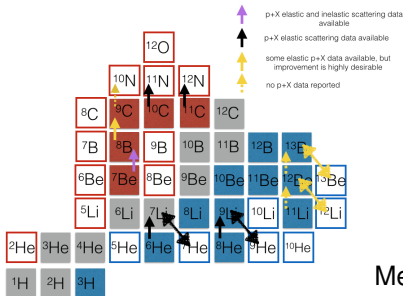 p+X elastic and inelastic scattering data
available
p+X elastic scattering data available
some elastic p+X data available, but
improvement is highly desirable
no p+X data reported
¹²O
¹⁰N ¹¹N ¹²N
⁸C ⁹C ¹⁰C ¹¹C ¹²C
⁷B ⁸B ⁹B ¹⁰B ¹¹B ¹²B ¹³B
⁶Be ⁷Be ⁸Be ⁹Be ¹⁰Be ¹¹Be ¹²Be ¹³Be
⁵Li ⁶Li ⁷Li ⁸Li ⁹Li ¹⁰Li ¹¹Li ¹²Li
²He ³He ⁴He ⁵He ⁶He ⁷He ⁸He ⁹He ¹⁰He
¹H ²H ³H
Me